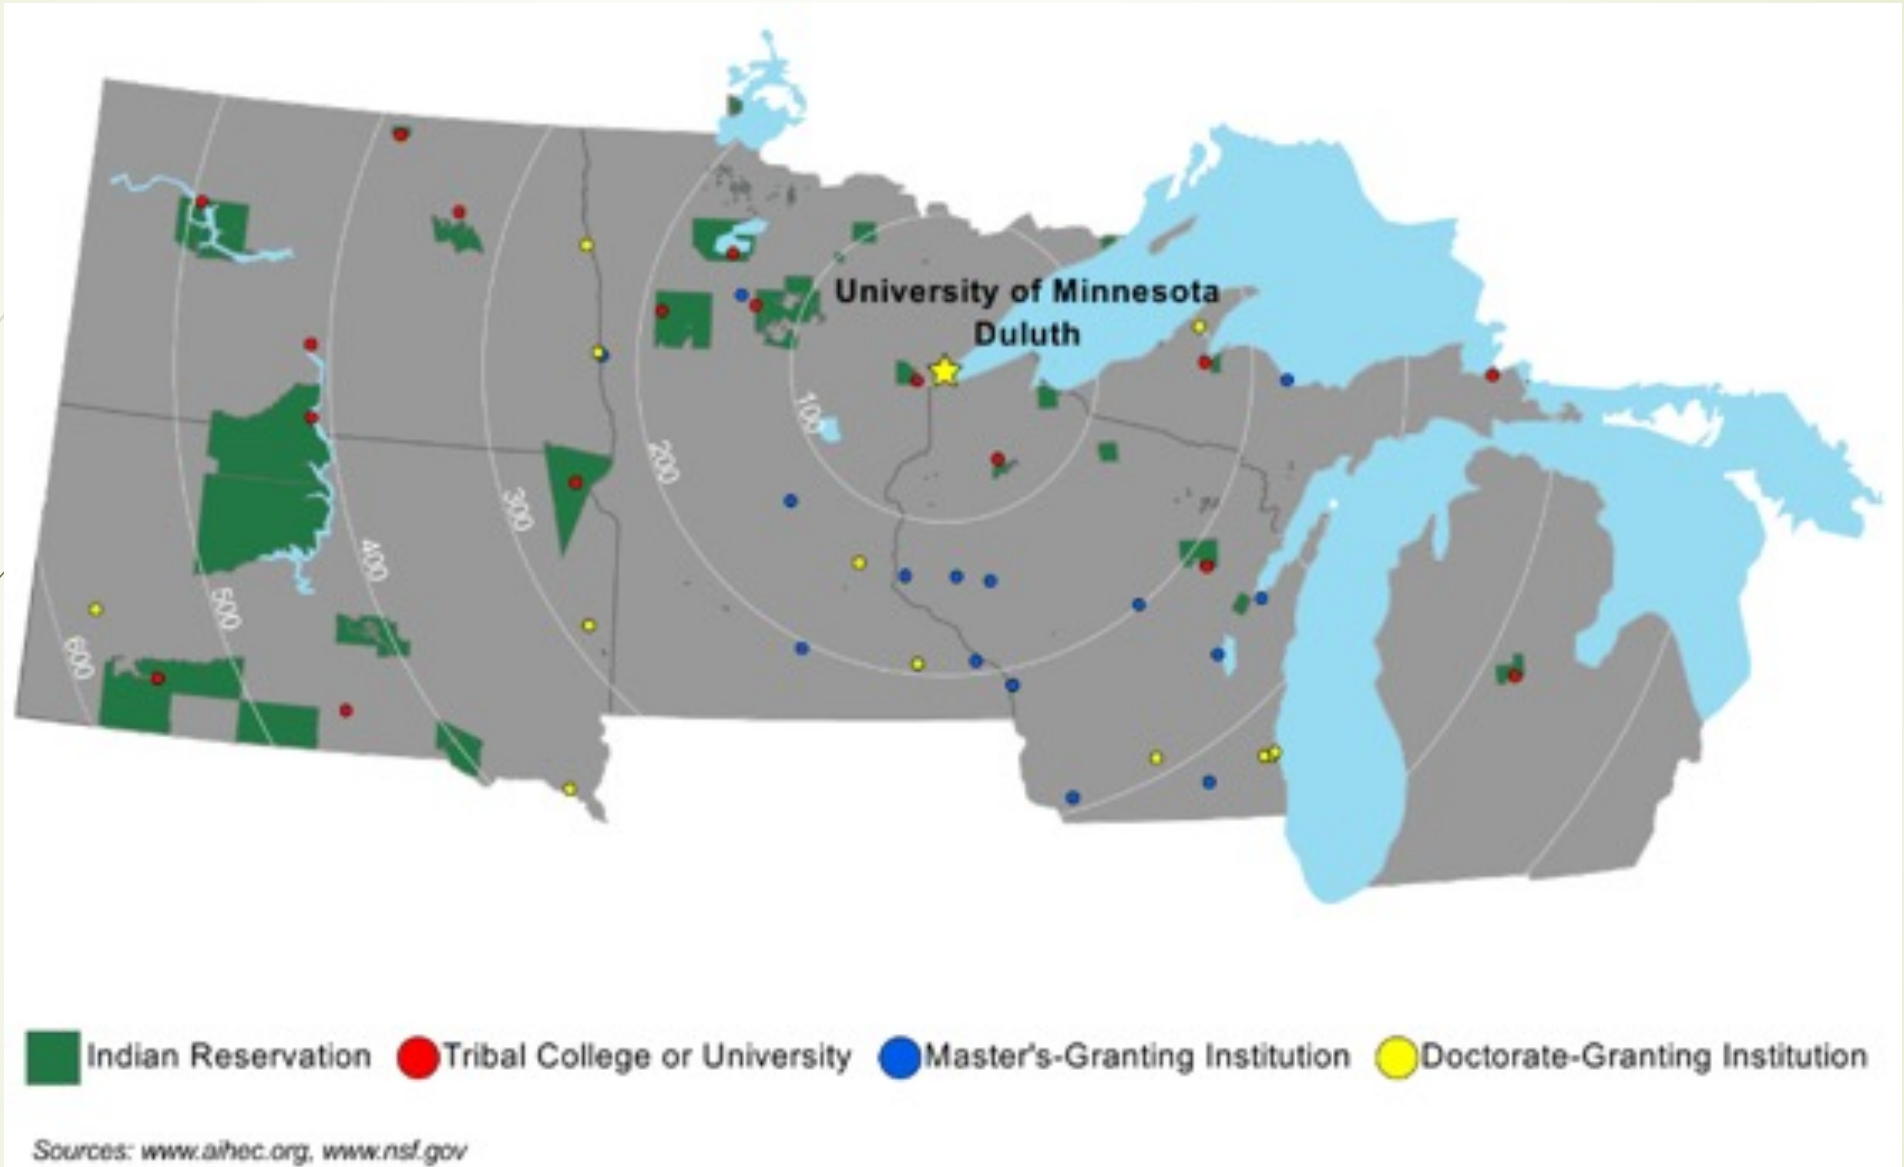 University of Minnesota
Duluth
100
200
300
400
500
600
Indian Reservation
Tribal College or University
Master's-Granting Institution
Doctorate-Granting Institution
Sources: www.aihec.org, www.nsf.gov